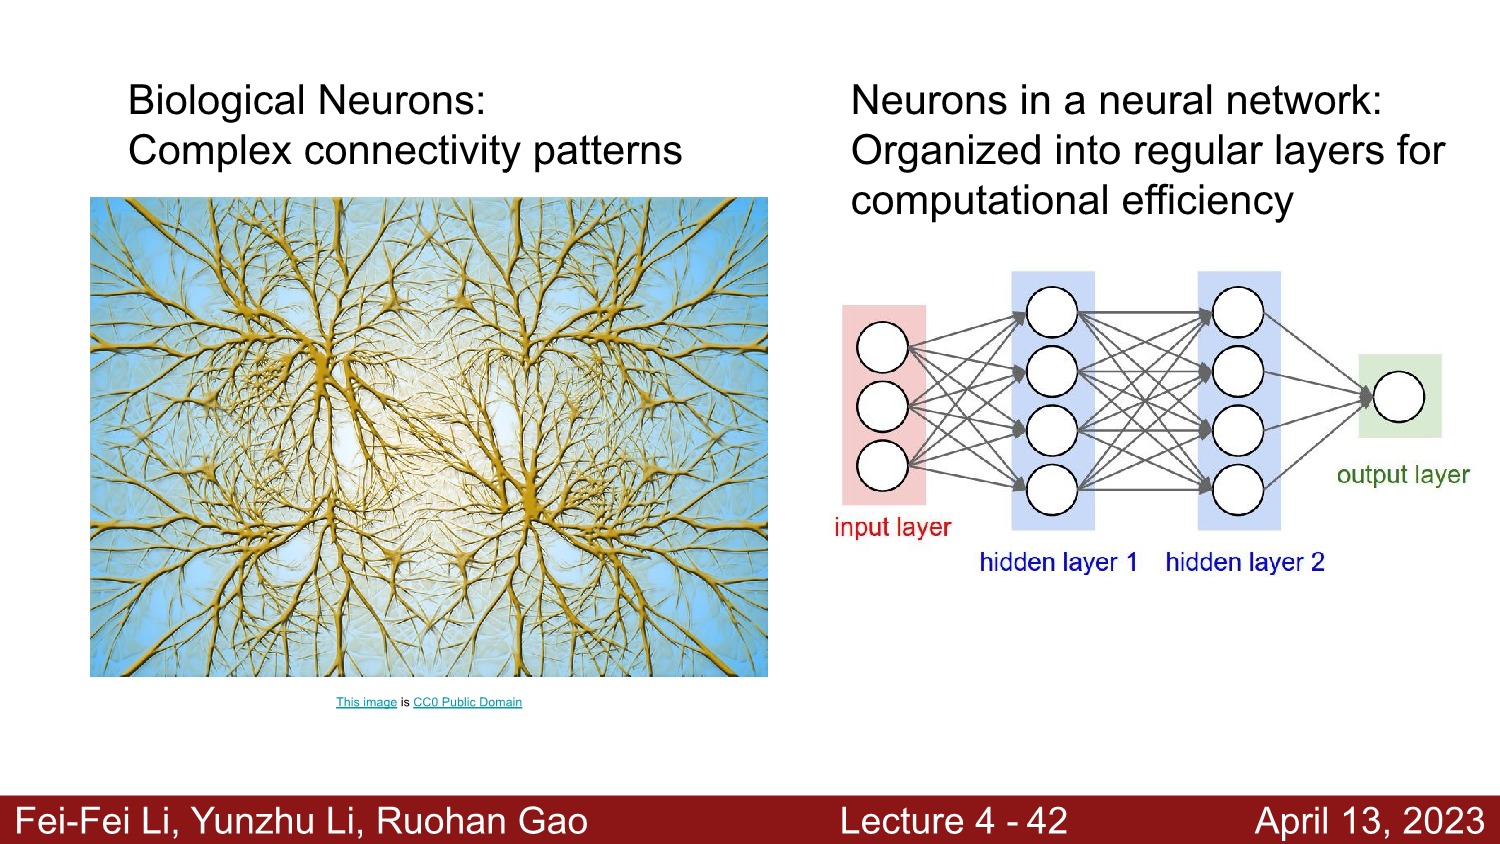 Biological Neurons:
Complex connectivity patterns
Neurons in a neural network:
Organized into regular layers for
computational efficiency
input layer
hidden layer 1
hidden layer 2
output layer
This image is CC0 Public Domain
Fei-Fei Li, Yunzhu Li, Ruohan Gao
Lecture 4 - 42
April 13, 2023